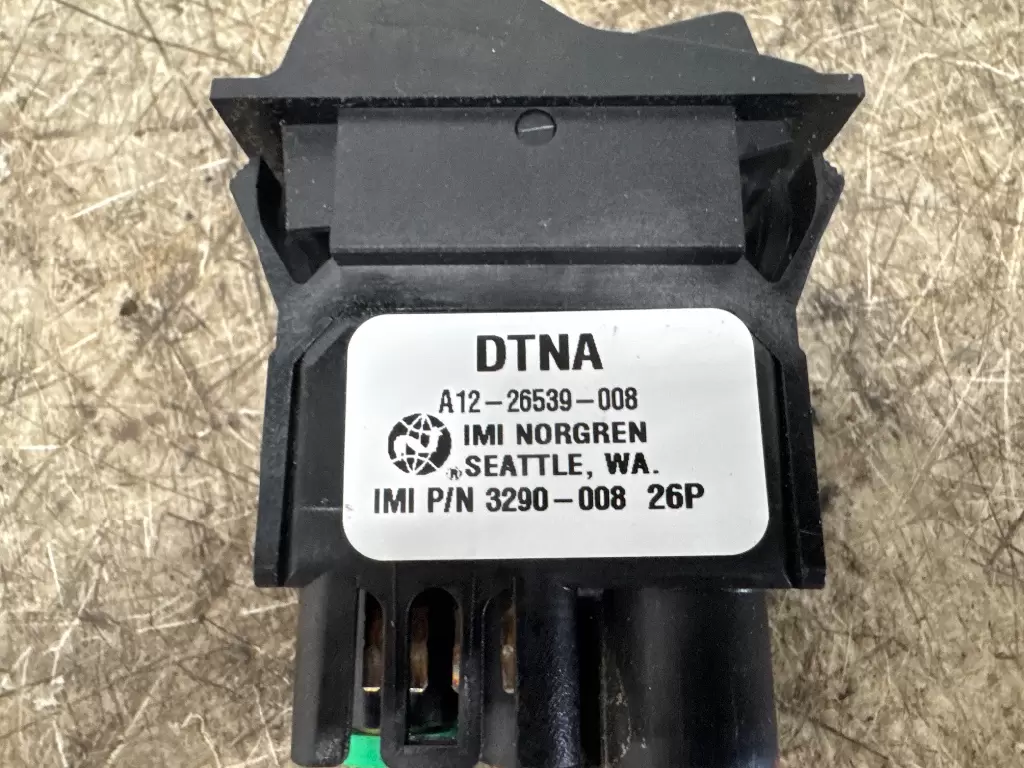 DTNA
A12-26539-008
IMI NORGREN
® SEATTLE, WA.
IMI P/N 3290-008 26P